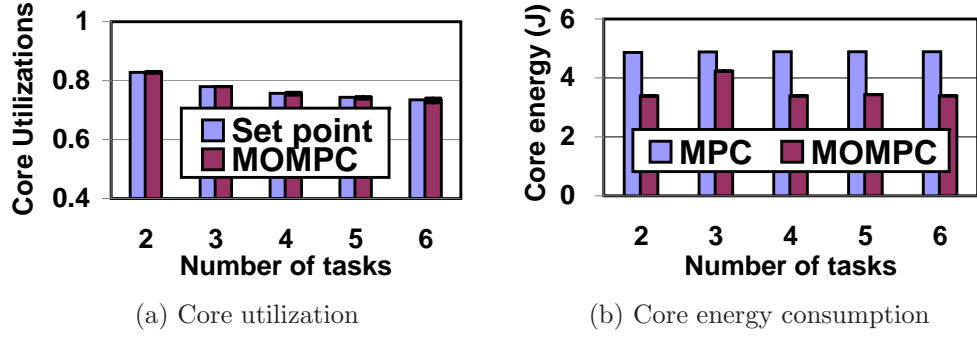 Core Utilizations
1
0.8
0.6
0.4
Set point
MOMPC
2 3 4 5 6
Number of tasks
(a) Core utilization
Core energy (J)
6
4
2
0
MPC MOMPC
2 3 4 5 6
Number of tasks
(b) Core energy consumption